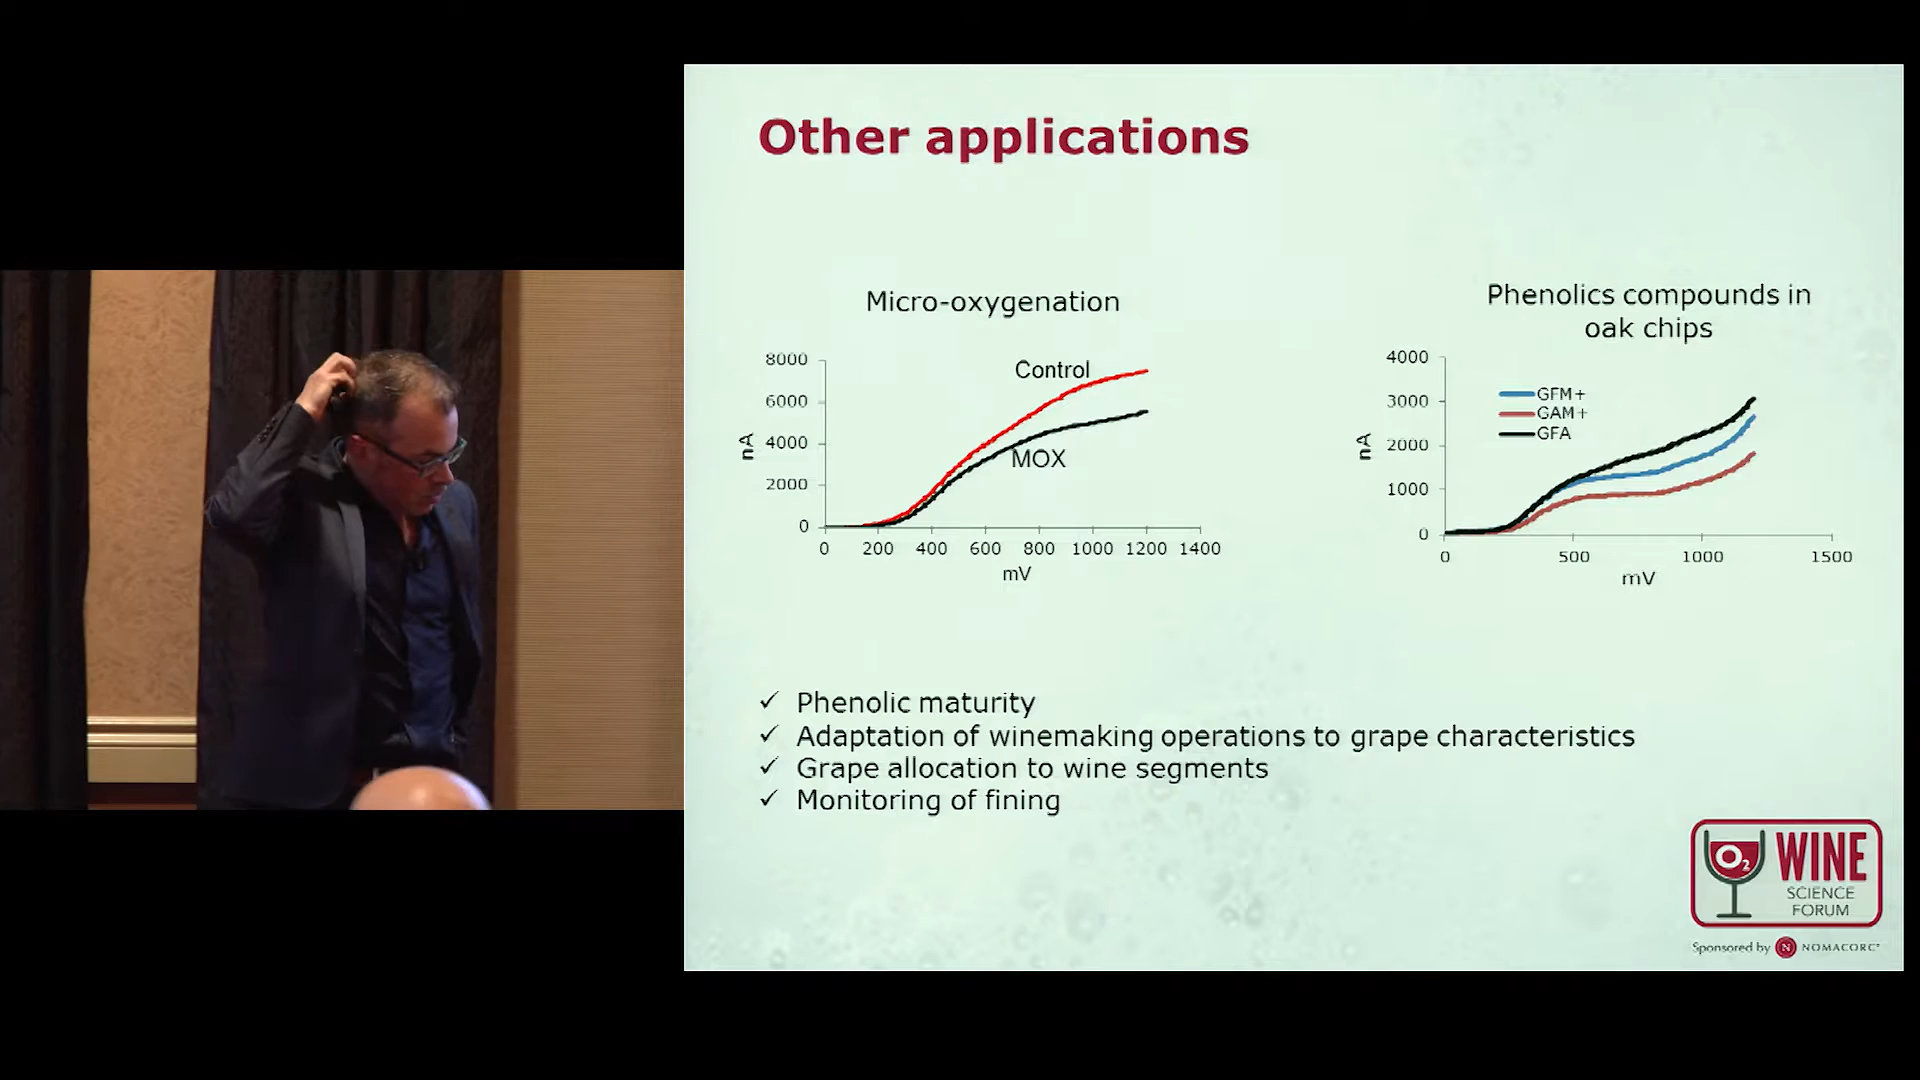 Other applications
Micro-oxygenation
8000
6000
4000
2000
0
nA
Control
MOX
0 200 400 600 800 1000 1200 1400
mV
Phenolics compounds in
oak chips
4000
3000
2000
1000
0
nA
GFM+
GAM+
GFA
0 500 1000 1500
mV
✓ Phenolic maturity
✓ Adaptation of winemaking operations to grape characteristics
✓ Grape allocation to wine segments
✓ Monitoring of fining
O2
WINE
SCIENCE
FORUM
Sponsored by N NOMACORC